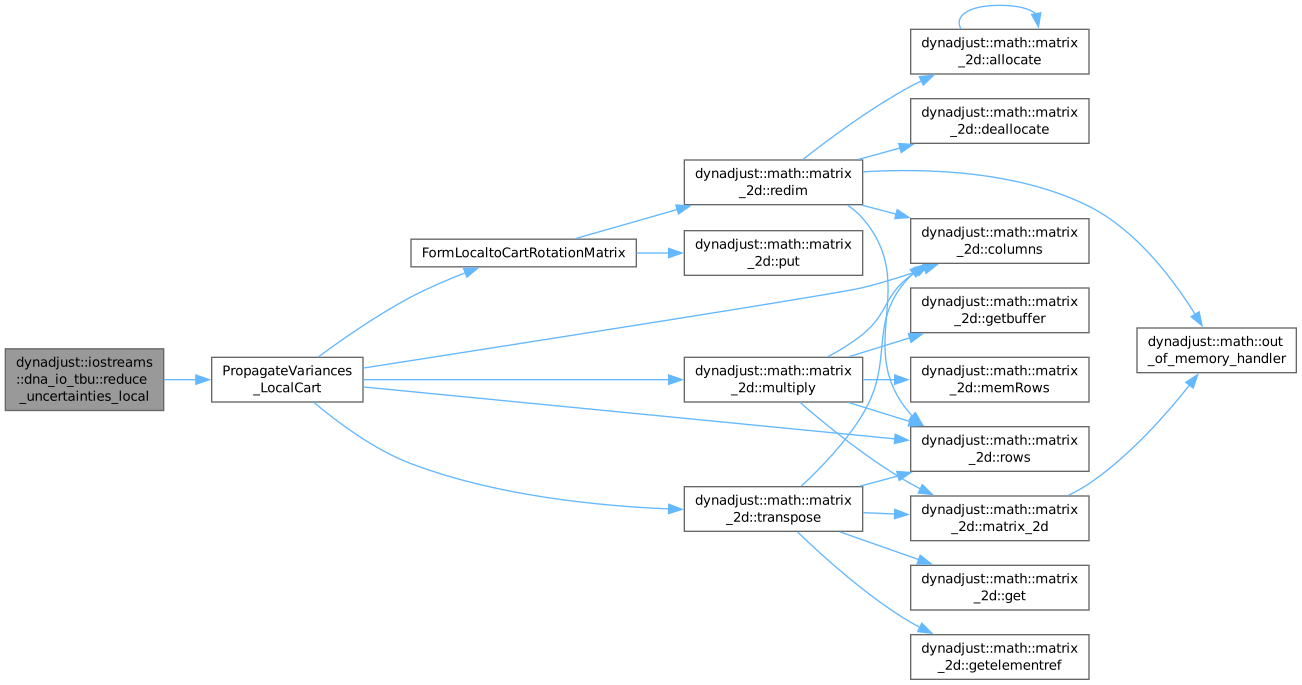 dynadjust::iostreams
::dna_io_tbu::reduce
_uncertainties_local
PropagateVariances
_LocalCart
FormLocaltoCartRotationMatrix
dynadjust::math::matrix
_2d::redim
dynadjust::math::matrix
_2d::put
dynadjust::math::matrix
_2d::multiply
dynadjust::math::matrix
_2d::transpose
dynadjust::math::matrix
_2d::allocate
dynadjust::math::matrix
_2d::deallocate
dynadjust::math::matrix
_2d::columns
dynadjust::math::matrix
_2d::getbuffer
dynadjust::math::matrix
_2d::memRows
dynadjust::math::matrix
_2d::rows
dynadjust::math::matrix
_2d::matrix_2d
dynadjust::math::matrix
_2d::get
dynadjust::math::matrix
_2d::getelementref
dynadjust::math::out
_of_memory_handler